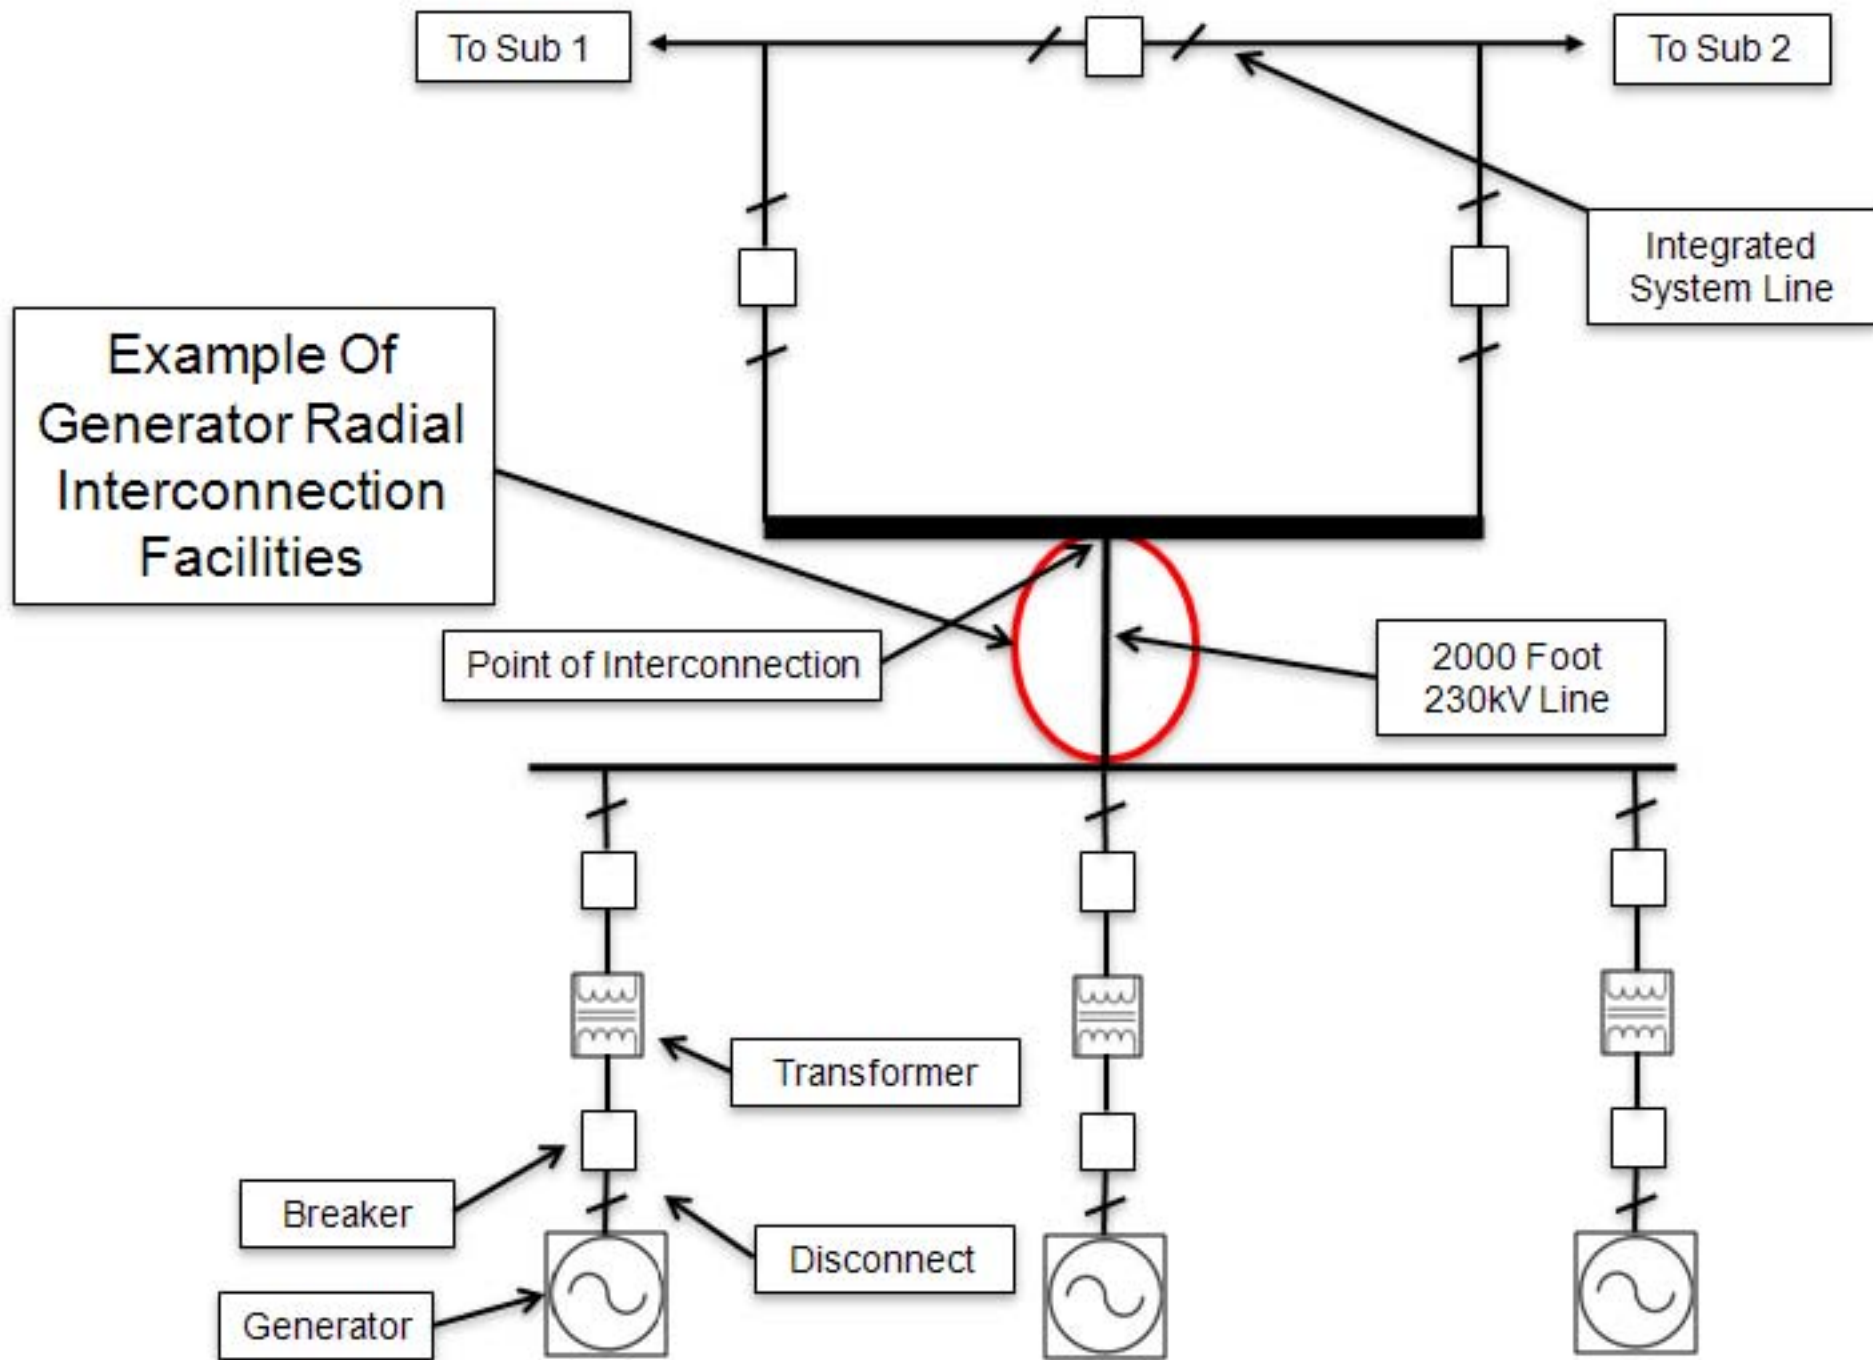 To Sub 1
To Sub 2
Integrated
System Line
Example Of
Generator Radial
Interconnection
Facilities
Point of Interconnection
2000 Foot
230kV Line
Transformer
Breaker
Disconnect
Generator